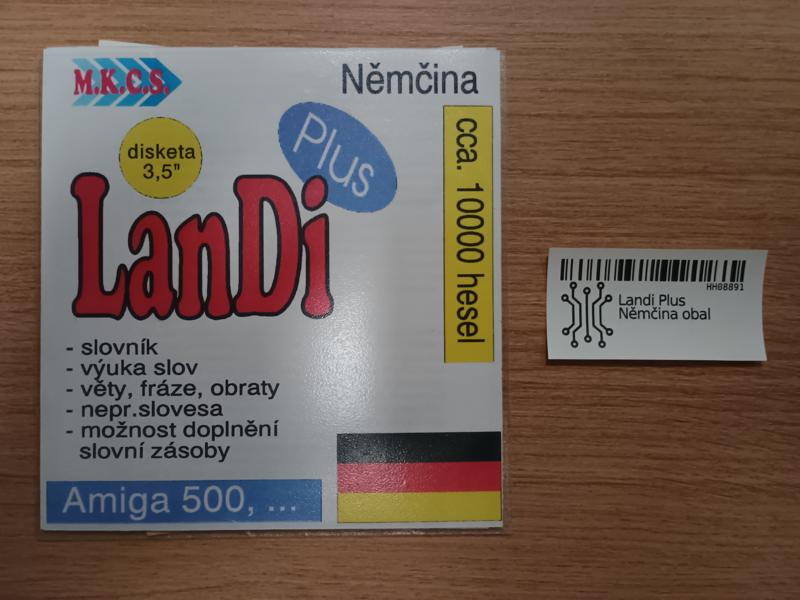 M.K.C.S.
Němčina
disketa
3,5"
Plus
LanDi
cca. 10000 hesel
- slovník
- výuka slov
- věty, fráze, obraty
- nepr.slovesa
- možnost doplnění
slovní zásoby
Amiga 500, ...
HH08891
Landi Plus
Němčina obal